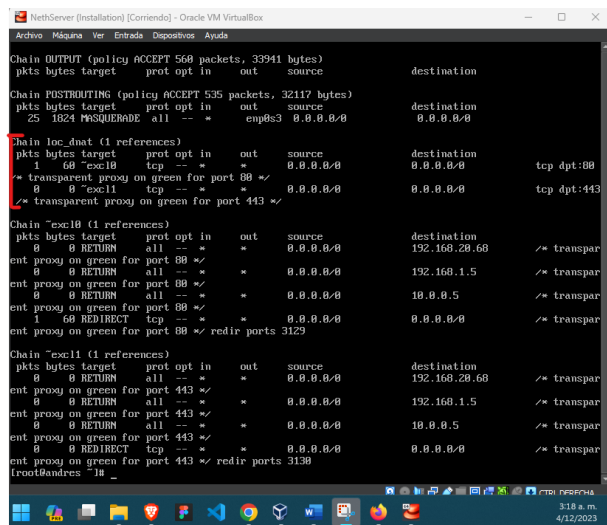 NethServer (Installation) [Corriendo] - Oracle VM VirtualBox
Archivo Máquina Ver Entrada Dispositivos Ayuda
Chain OUTPUT (policy ACCEPT 560 packets, 33941 bytes)
pkts bytes target prot opt in out source destination
Chain POSTROUTING (policy ACCEPT 535 packets, 32117 bytes)
pkts bytes target prot opt in out source destination
25 1824 MASQUERADE all -- * enp0s3 0.0.0.0/0 0.0.0.0/0
Chain loc_dnat (1 references)
pkts bytes target prot opt in out source destination
1 60 ~excl0 tcp -- * * 0.0.0.0/0 0.0.0.0/0 tcp dpt:80
/* transparent proxy on green for port 80 */
0 0 ~excl1 tcp -- * * 0.0.0.0/0 0.0.0.0/0 tcp dpt:443
/* transparent proxy on green for port 443 */
Chain ~excl0 (1 references)
pkts bytes target prot opt in out source destination
0 0 RETURN all -- * * 0.0.0.0/0 192.168.20.68 /* transpar
ent proxy on green for port 80 */
0 0 RETURN all -- * * 0.0.0.0/0 192.168.1.5 /* transpar
ent proxy on green for port 80 */
0 0 RETURN all -- * * 0.0.0.0/0 10.0.0.5 /* transpar
ent proxy on green for port 80 */
1 60 REDIRECT tcp -- * * 0.0.0.0/0 0.0.0.0/0 /* transpar
ent proxy on green for port 80 */ redir ports 3129
Chain ~excl1 (1 references)
pkts bytes target prot opt in out source destination
0 0 RETURN all -- * * 0.0.0.0/0 192.168.20.68 /* transpar
ent proxy on green for port 443 */
0 0 RETURN all -- * * 0.0.0.0/0 192.168.1.5 /* transpar
ent proxy on green for port 443 */
0 0 RETURN all -- * * 0.0.0.0/0 10.0.0.5 /* transpar
ent proxy on green for port 443 */
0 0 REDIRECT tcp -- * * 0.0.0.0/0 0.0.0.0/0 /* transpar
ent proxy on green for port 443 */ redir ports 3130
[root@andres ~]# _
CTRL DERECHA
3:18 a. m.
4/12/2023